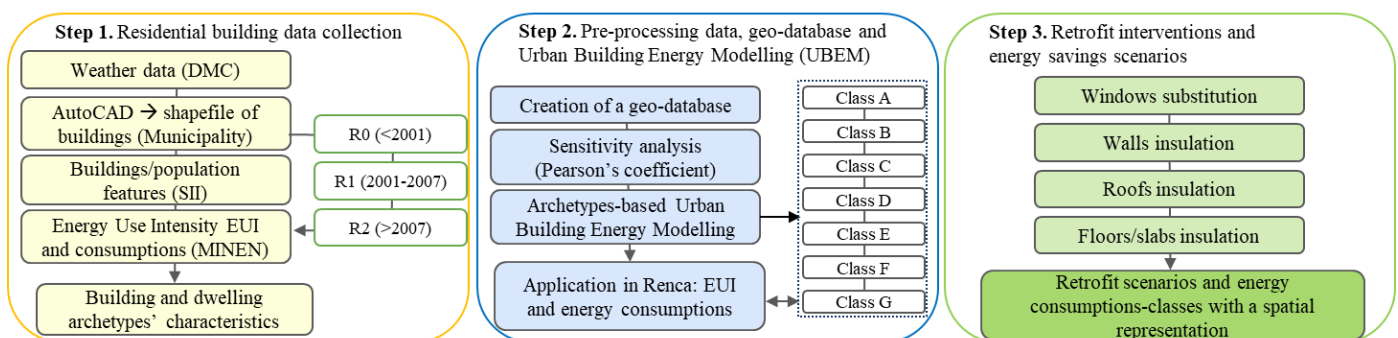 Step 1. Residential building data collection
Weather data (DMC)
AutoCAD → shapefile of
buildings (Municipality)
Buildings/population
features (SII)
Energy Use Intensity EUI
and consumptions (MINEN)
Building and dwelling
archetypes' characteristics
R0 (<2001)
R1 (2001-2007)
R2 (>2007)
Step 2. Pre-processing data, geo-database and
Urban Building Energy Modelling (UBEM)
Creation of a geo-database
Sensitivity analysis
(Pearson's coefficient)
Archetypes-based Urban
Building Energy Modelling
Application in Renca: EUI
and energy consumptions
Class A
Class B
Class C
Class D
Class E
Class F
Class G
Step 3. Retrofit interventions and
energy savings scenarios
Windows substitution
Walls insulation
Roofs insulation
Floors/slabs insulation
Retrofit scenarios and energy
consumptions-classes with a spatial
representation